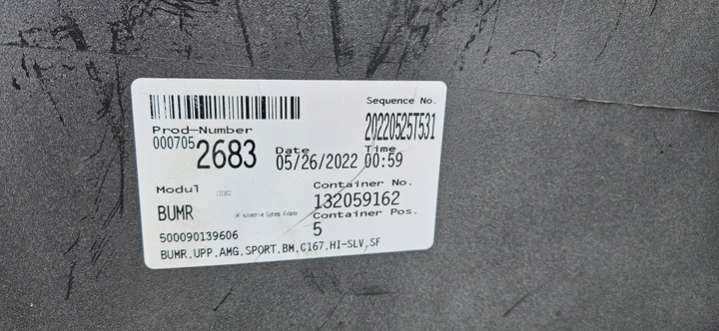 Sequence No.
20220525T531
Prod-Number
000705 2683
Date Time
05/26/2022 00:59
Modul
Container No.
BUMR 132059162
Container Pos.
5
500090139606
BUMR.UPP.AMG.SPORT.BM.C167.HI-SLV.SF